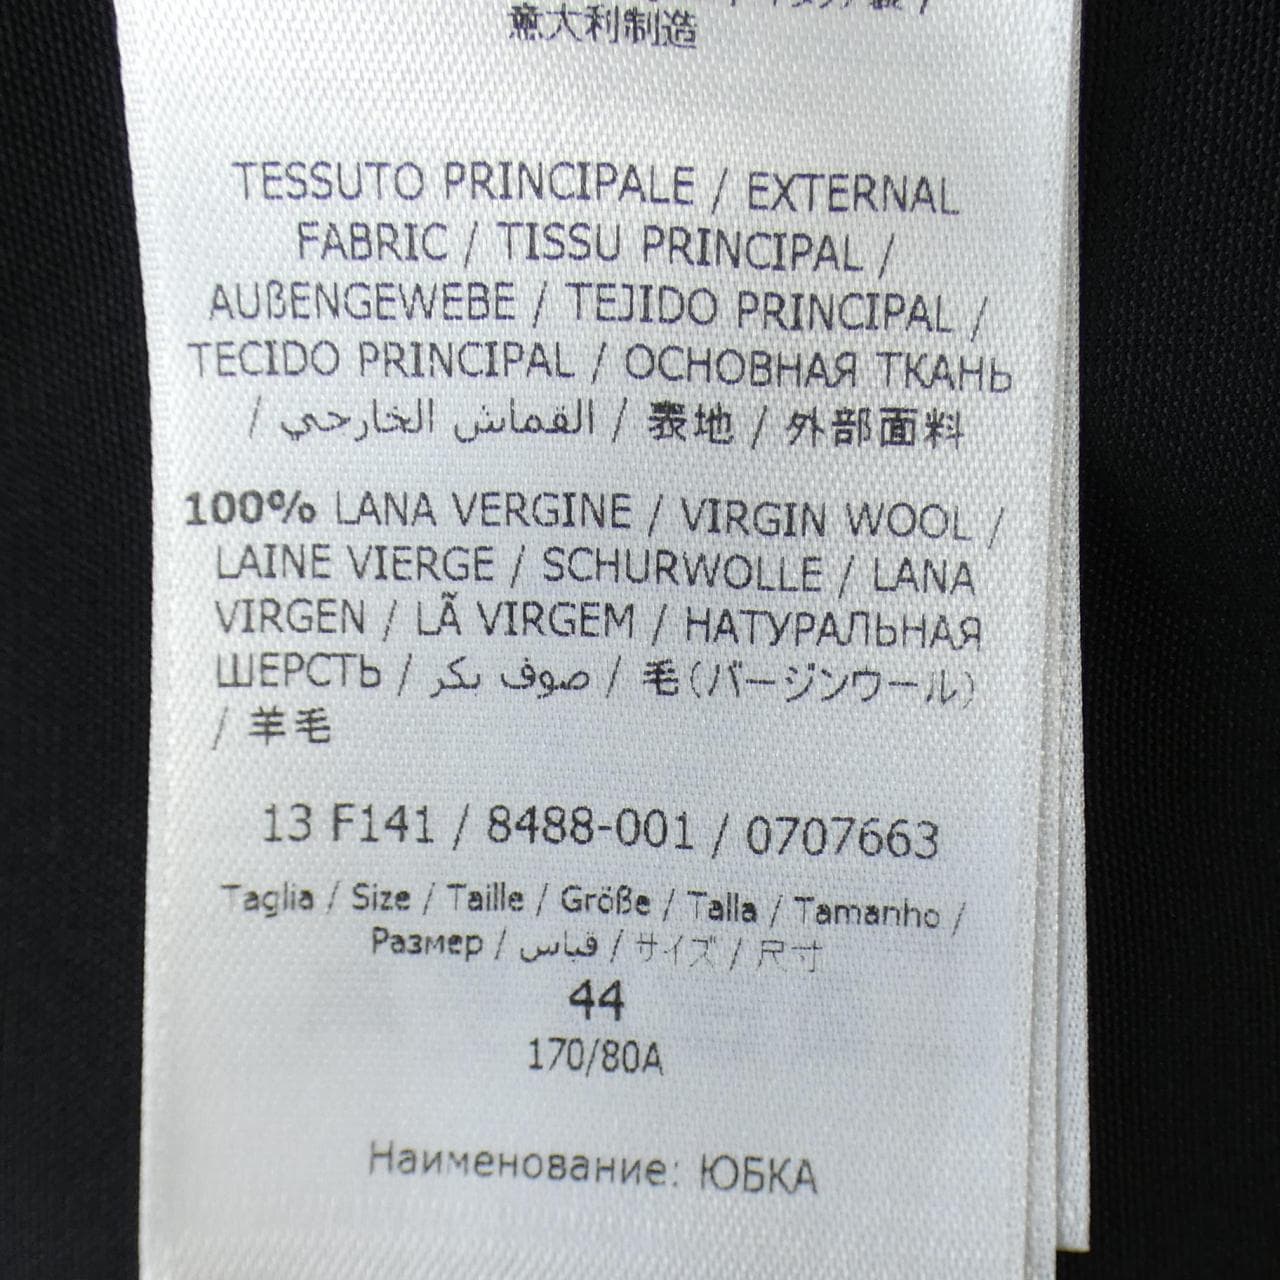 意大利制造
TESSUTO PRINCIPALE / EXTERNAL
FABRIC / TISSU PRINCIPAL /
AUßENGEWEBE / TEJIDO PRINCIPAL /
TECIDO PRINCIPAL / ОСНОВНАЯ ТКАНЬ
/ القماش الخارجي / 表地 / 外部面料
100% LANA VERGINE / VIRGIN WOOL /
LAINE VIERGE / SCHURWOLLE / LANA
VIRGEN / LÃ VIRGEM / НАТУРАЛЬНАЯ
ШЕРСТЬ / صوف بكر / 毛(バージンウール)
/ 羊毛
13 F141 / 8488-001 / 0707663
Taglia / Size / Taille / Größe / Talla / Tamanho /
Размер / قياس / サイズ / 尺寸
44
170/80A
Наименование: ЮБКА